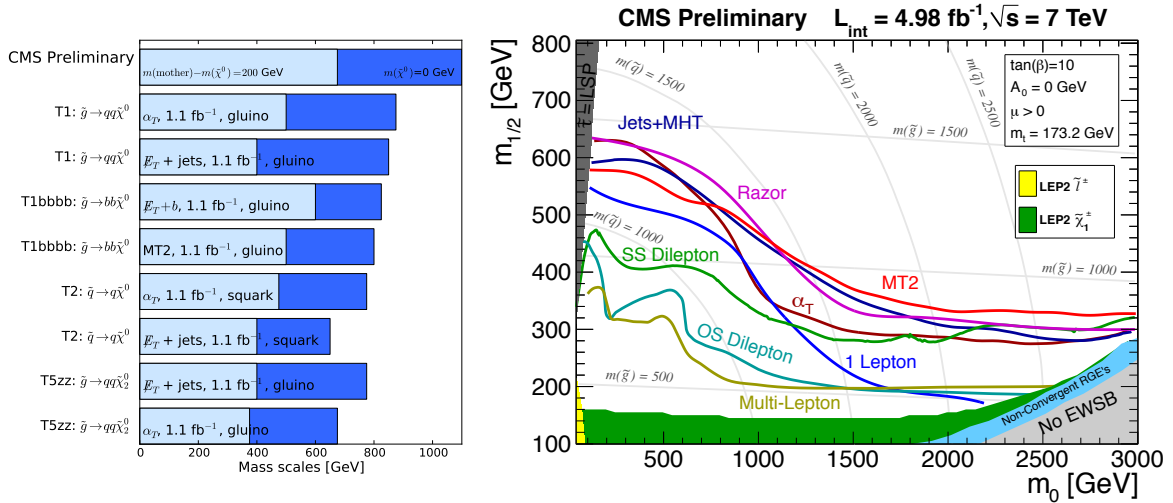 CMS Preliminary
m(mother)−m(χ̃⁰)=200 GeV
m(χ̃⁰)=0 GeV
T1: g̃→qqχ̃⁰
α_T, 1.1 fb⁻¹, gluino
T1: g̃→qqχ̃⁰
E̸_T + jets, 1.1 fb⁻¹, gluino
T1bbbb: g̃→bbχ̃⁰
E̸_T+b, 1.1 fb⁻¹, gluino
T1bbbb: g̃→bbχ̃⁰
MT2, 1.1 fb⁻¹, gluino
T2: q̃→qχ̃⁰
α_T, 1.1 fb⁻¹, squark
T2: q̃→qχ̃⁰
E̸_T + jets, 1.1 fb⁻¹, squark
T5zz: g̃→qqχ̃⁰₂
E̸_T + jets, 1.1 fb⁻¹, gluino
T5zz: g̃→qqχ̃⁰₂
α_T, 1.1 fb⁻¹, gluino
0 200 400 600 800 1000
Mass scales [GeV]
CMS Preliminary L_int = 4.98 fb⁻¹, √s = 7 TeV
m_1/2 [GeV]
800
700
600
500
400
300
200
100
τ̃ = LSP
m(q̃) = 1500
m(q̃) = 2000
m(q̃) = 2500
tan(β)=10
A₀ = 0 GeV
μ > 0
m_t = 173.2 GeV
Jets+MHT
m(g̃) = 1500
LEP2 l̃±
LEP2 χ̃₁±
Razor
m(q̃) = 1000
SS Dilepton
MT2
m(g̃) = 1000
α_T
OS Dilepton
1 Lepton
m(g̃) = 500
Multi-Lepton
Non-Convergent RGE's
No EWSB
500 1000 1500 2000 2500 3000
m₀ [GeV]